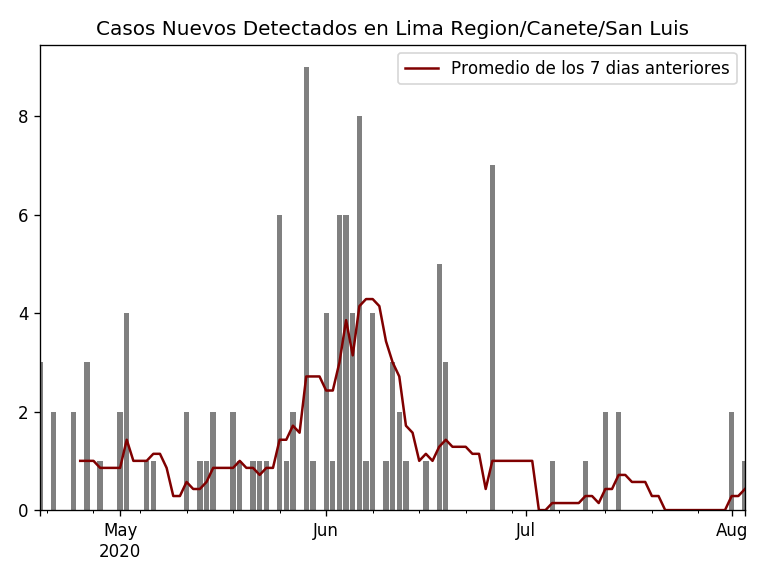 Casos Nuevos Detectados en Lima Region/Canete/San Luis
Promedio de los 7 dias anteriores
8
6
4
2
0
May Jun Jul Aug
2020